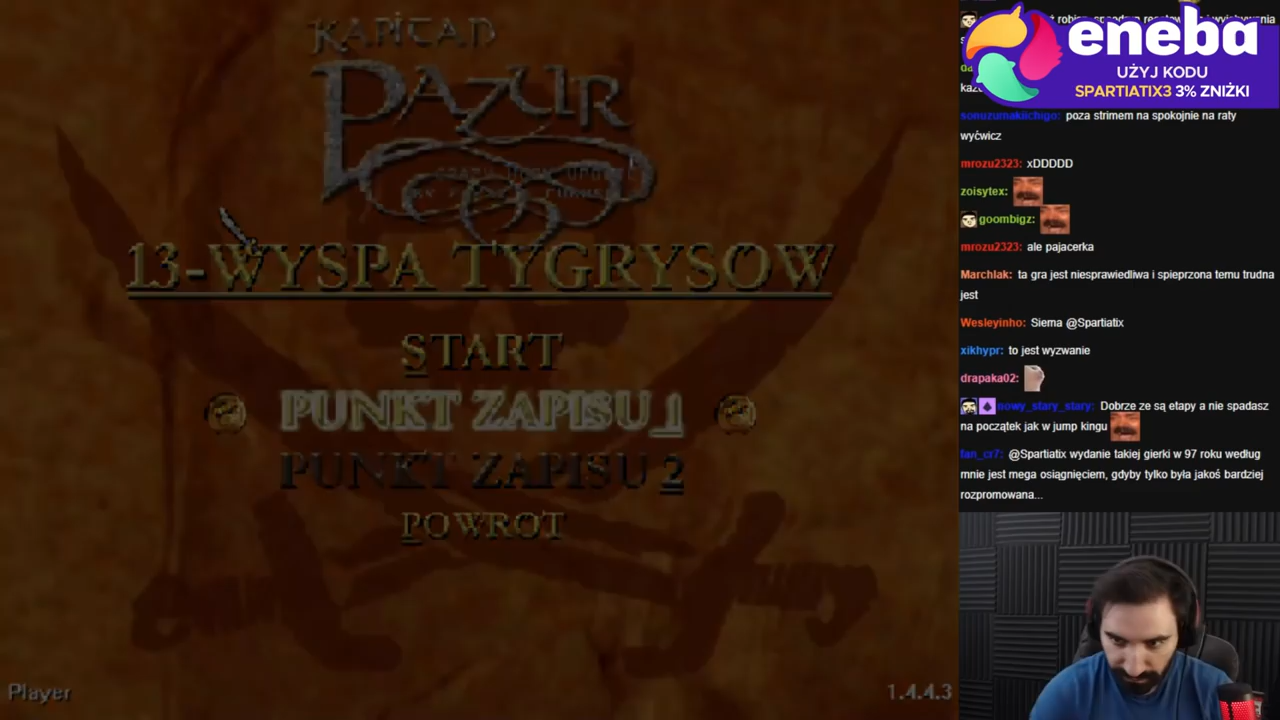 KAPITAN
PAZUR
13-WYSPA TYGRYSOW
START
PUNKT ZAPISU 1
PUNKT ZAPISU 2
POWROT
Player
1.4.4.3
eneba
UŻYJ KODU
SPARTIATIX3 3% ZNIŻKI
sonuzumakiichigo: poza strimem na spokojnie na raty
wyćwicz
mrozu2323: xDDDDD
zoisytex:
goombigz:
mrozu2323: ale pajacerka
Marchlak: ta gra jest niesprawiedliwa i spieprzona temu trudna
jest
Wesleyinho: Siema @Spartiatix
xikhypr: to jest wyzwanie
drapaka02:
nowy_stary_stary: Dobrze ze są etapy a nie spadasz
na początek jak w jump kingu
fan_cr7: @Spartiatix wydanie takiej gierki w 97 roku według
mnie jest mega osiągnięciem, gdyby tylko była jakoś bardziej
rozpromowana...